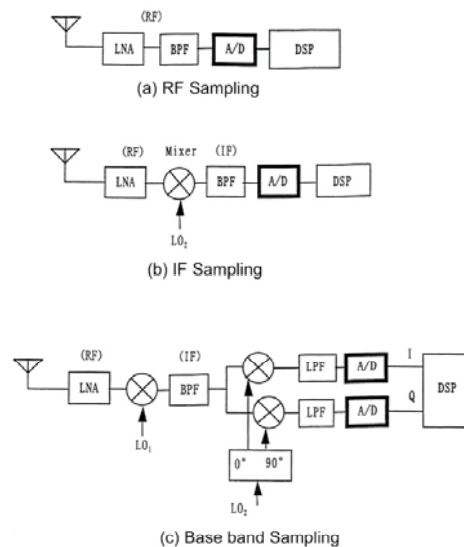 (RF)
LNA BPF A/D DSP
(a) RF Sampling
(RF) Mixer (IF)
LNA BPF A/D DSP
LO₂
(b) IF Sampling
(RF) (IF) I
LNA BPF LPF A/D DSP
LO₁ Q
LPF A/D
0° 90°
LO₂
(c) Base band Sampling